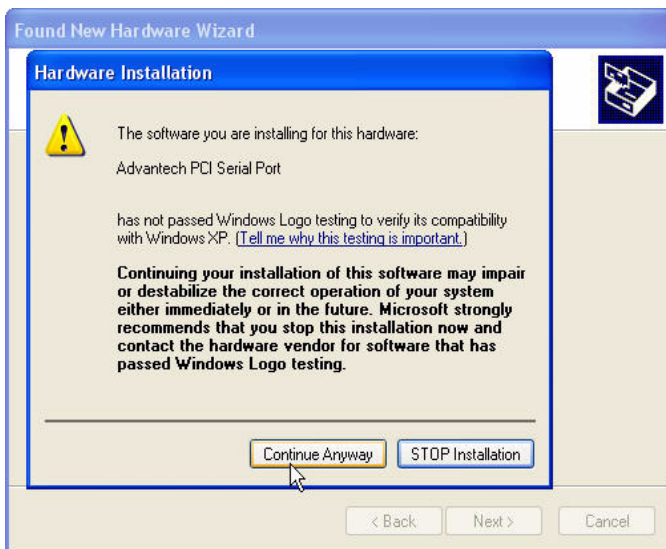 Found New Hardware Wizard
Hardware Installation
The software you are installing for this hardware:
Advantech PCI Serial Port
has not passed Windows Logo testing to verify its compatibility
with Windows XP. (Tell me why this testing is important.)
Continuing your installation of this software may impair
or destabilize the correct operation of your system
either immediately or in the future. Microsoft strongly
recommends that you stop this installation now and
contact the hardware vendor for software that has
passed Windows Logo testing.
Continue Anyway
STOP Installation
< Back
Next >
Cancel